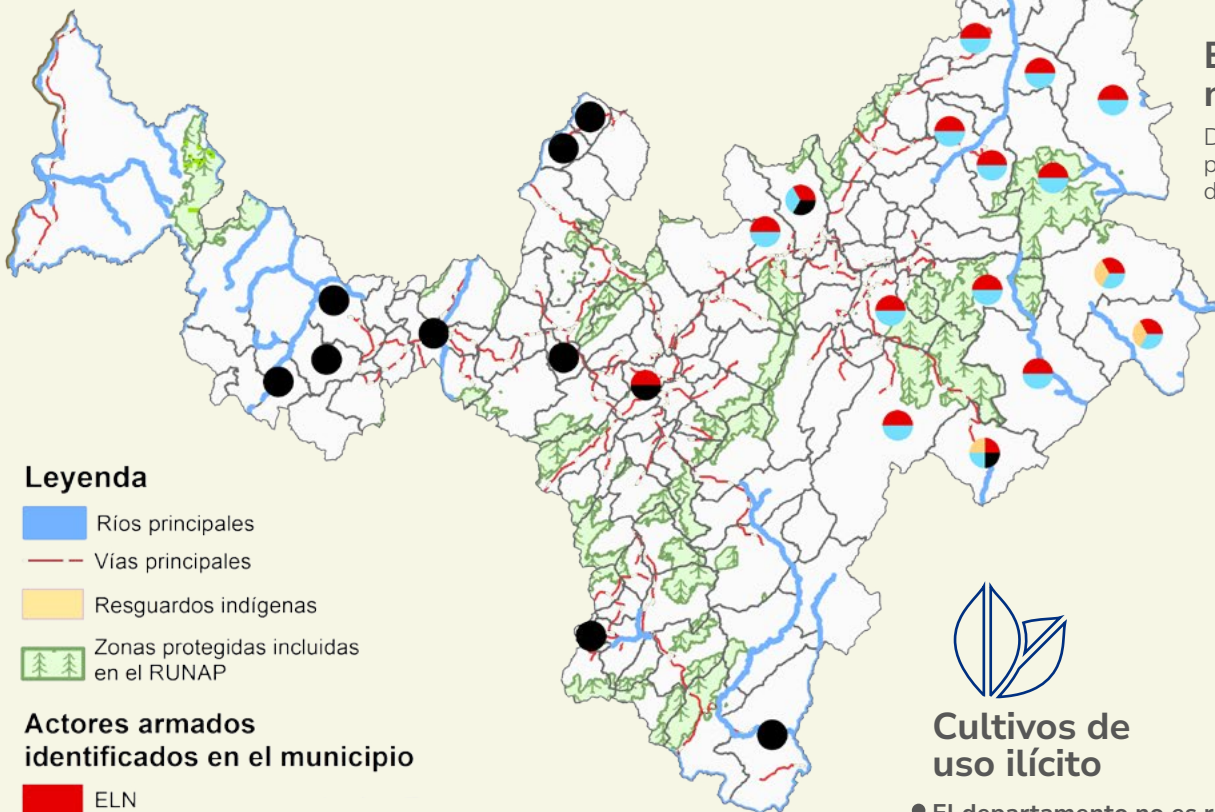 Leyenda
Ríos principales
Vías principales
Resguardos indígenas
Zonas protegidas incluidas
en el RUNAP
Actores armados
identificados en el municipio
ELN
Cultivos de
uso ilícito